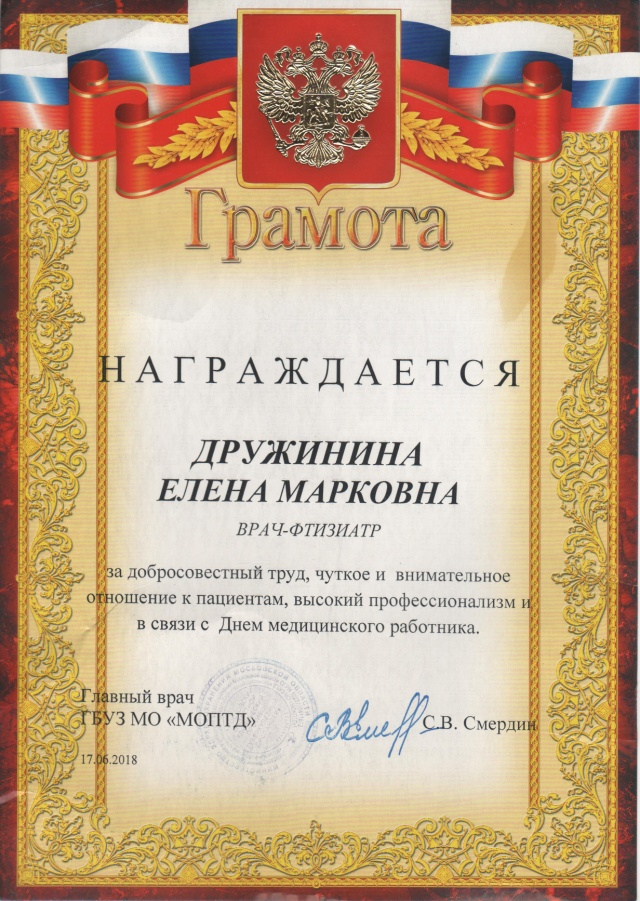 Грамота
НАГРАЖДАЕТСЯ
ДРУЖИНИНА
ЕЛЕНА МАРКОВНА
ВРАЧ-ФТИЗИАТР
за добросовестный труд, чуткое и внимательное
отношение к пациентам, высокий профессионализм и
в связи с Днем медицинского работника.
Главный врач
ГБУЗ МО «МОПТД»
С.В. Смердин
17.06.2018